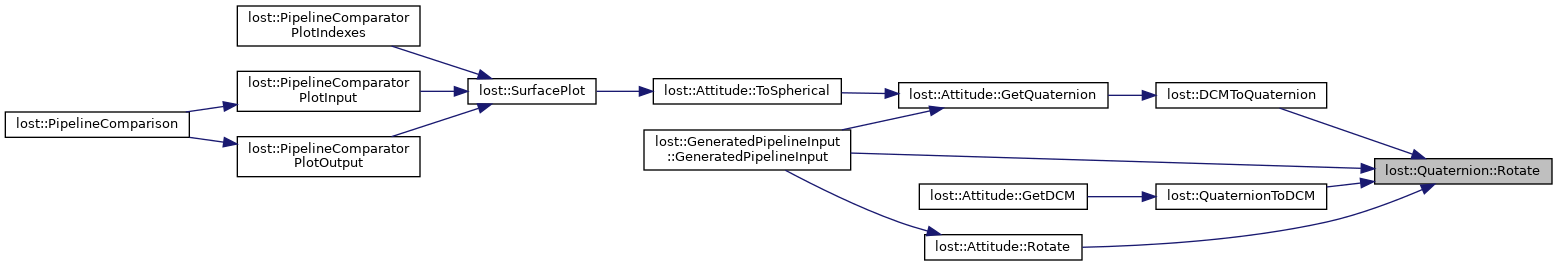 lost::PipelineComparator
PlotIndexes
lost::PipelineComparator
PlotInput
lost::PipelineComparison
lost::PipelineComparator
PlotOutput
lost::SurfacePlot
lost::Attitude::ToSpherical
lost::GeneratedPipelineInput
::GeneratedPipelineInput
lost::Attitude::GetQuaternion
lost::DCMToQuaternion
lost::Attitude::GetDCM
lost::QuaternionToDCM
lost::Attitude::Rotate
lost::Quaternion::Rotate